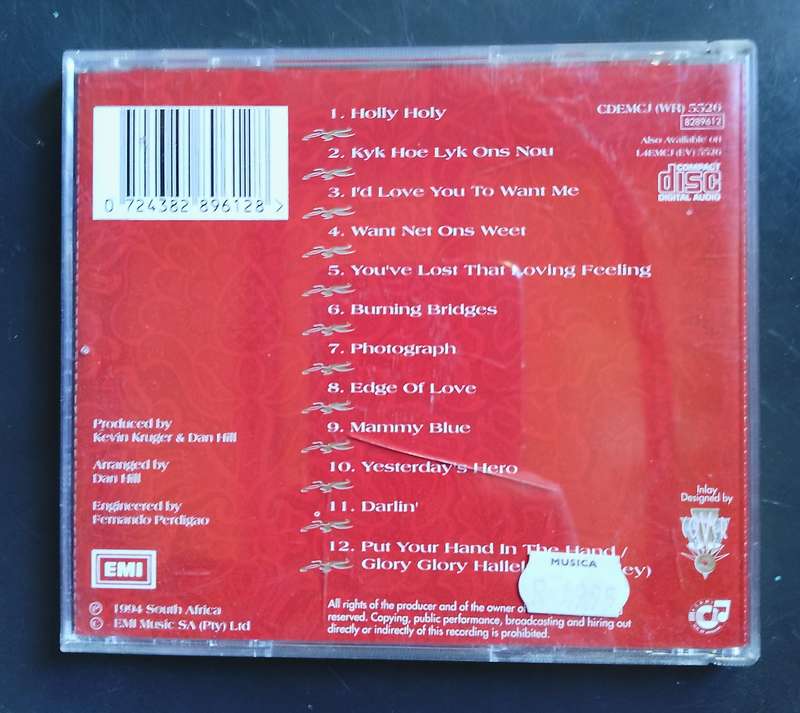 1. Holly Holy
2. Kyk Hoe Lyk Ons Nou
3. I'd Love You To Want Me
4. Want Net Ons Weet
5. You've Lost That Loving Feeling
6. Burning Bridges
7. Photograph
8. Edge Of Love
9. Mammy Blue
10. Yesterday's Hero
11. Darlin'
12. Put Your Hand In The Hand /
Glory Glory
CDEMCJ (WR) 5526
8289612
Also Available on
L4EMCJ (EV) 5526
COMPACT
disc
DIGITAL AUDIO
0 724382 896128 >
Produced by
Kevin Kruger & Dan Hill
Arranged by
Dan Hill
Engineered by
Fernando Perdigao
EMI
℗ 1994 South Africa
© EMI Music SA (Pty) Ltd
Inlay
Designed by
MUSICA
All rights of the producer and of the owner of
reserved. Copying, public performance, broadcasting and hiring out
directly or indirectly of this recording is prohibited.